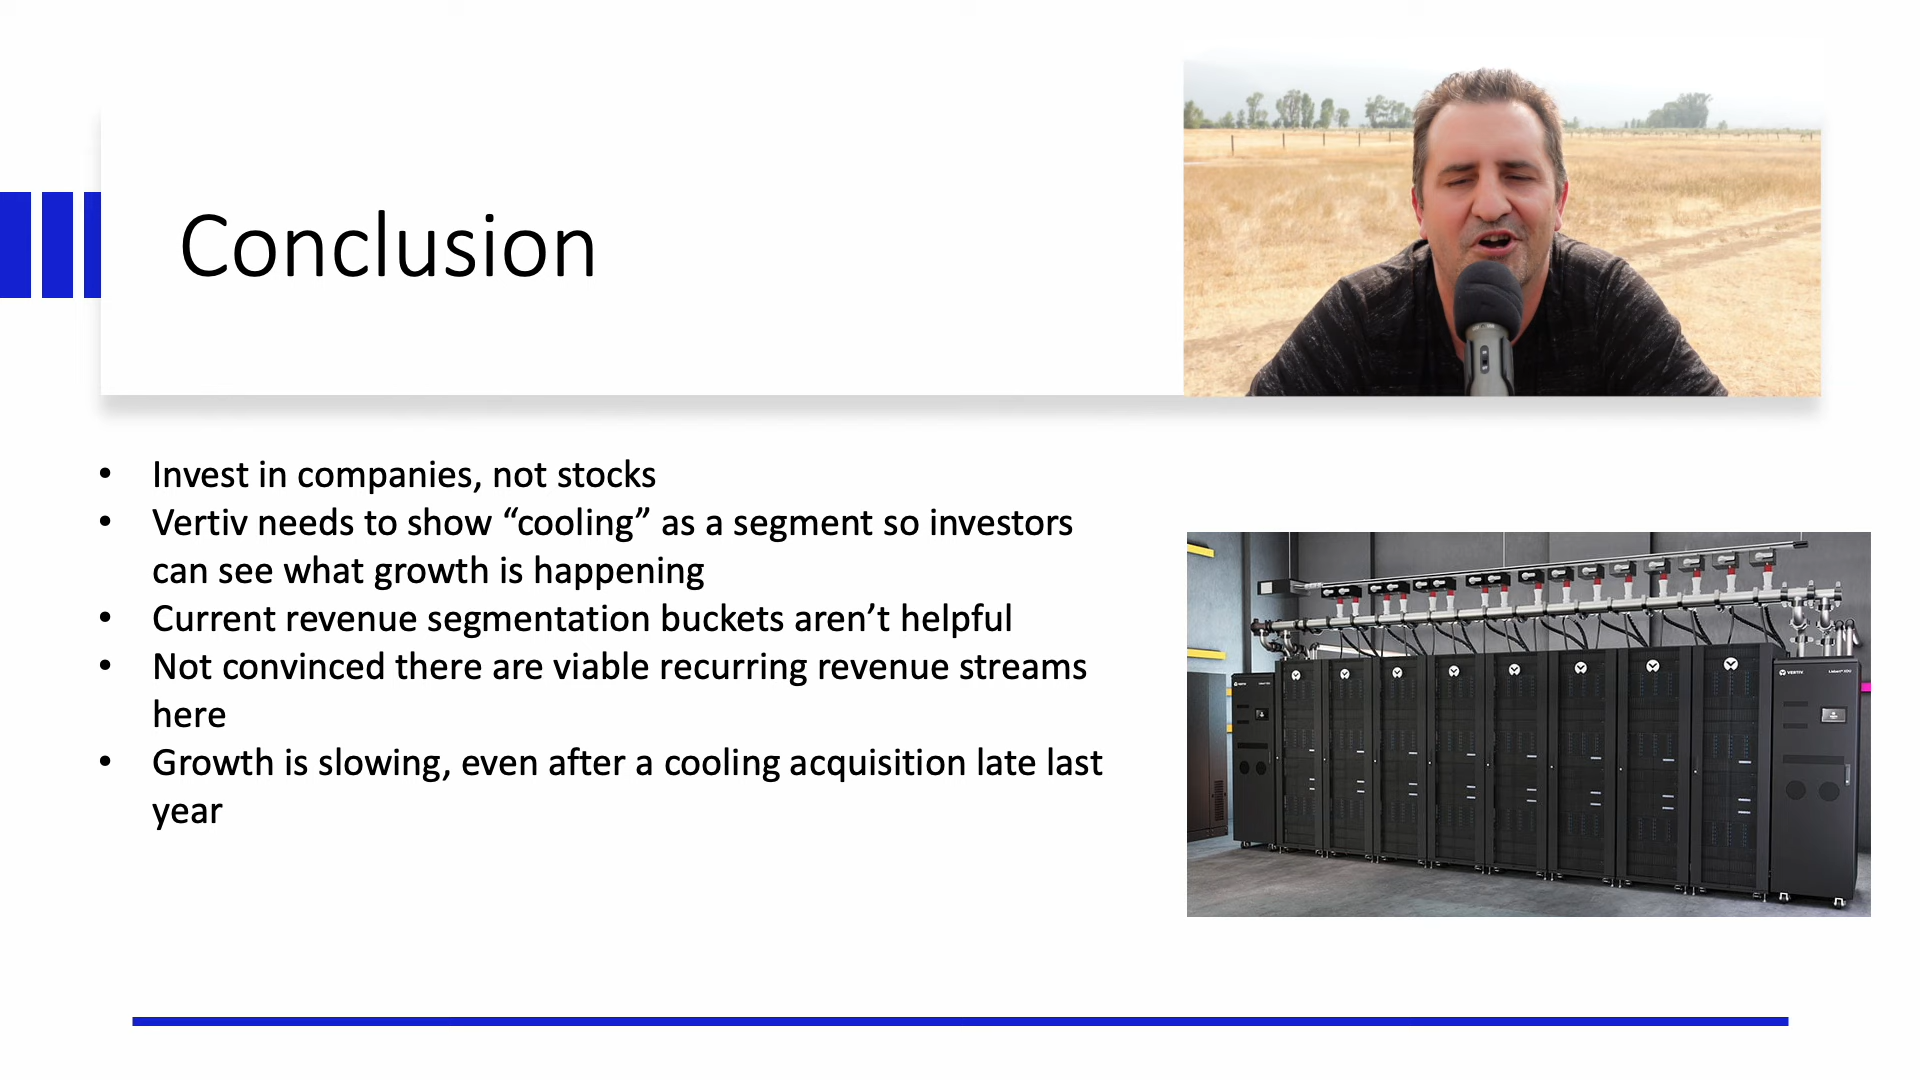 Conclusion
• Invest in companies, not stocks
• Vertiv needs to show “cooling” as a segment so investors
can see what growth is happening
• Current revenue segmentation buckets aren’t helpful
• Not convinced there are viable recurring revenue streams
here
• Growth is slowing, even after a cooling acquisition late last
year
VERTIV